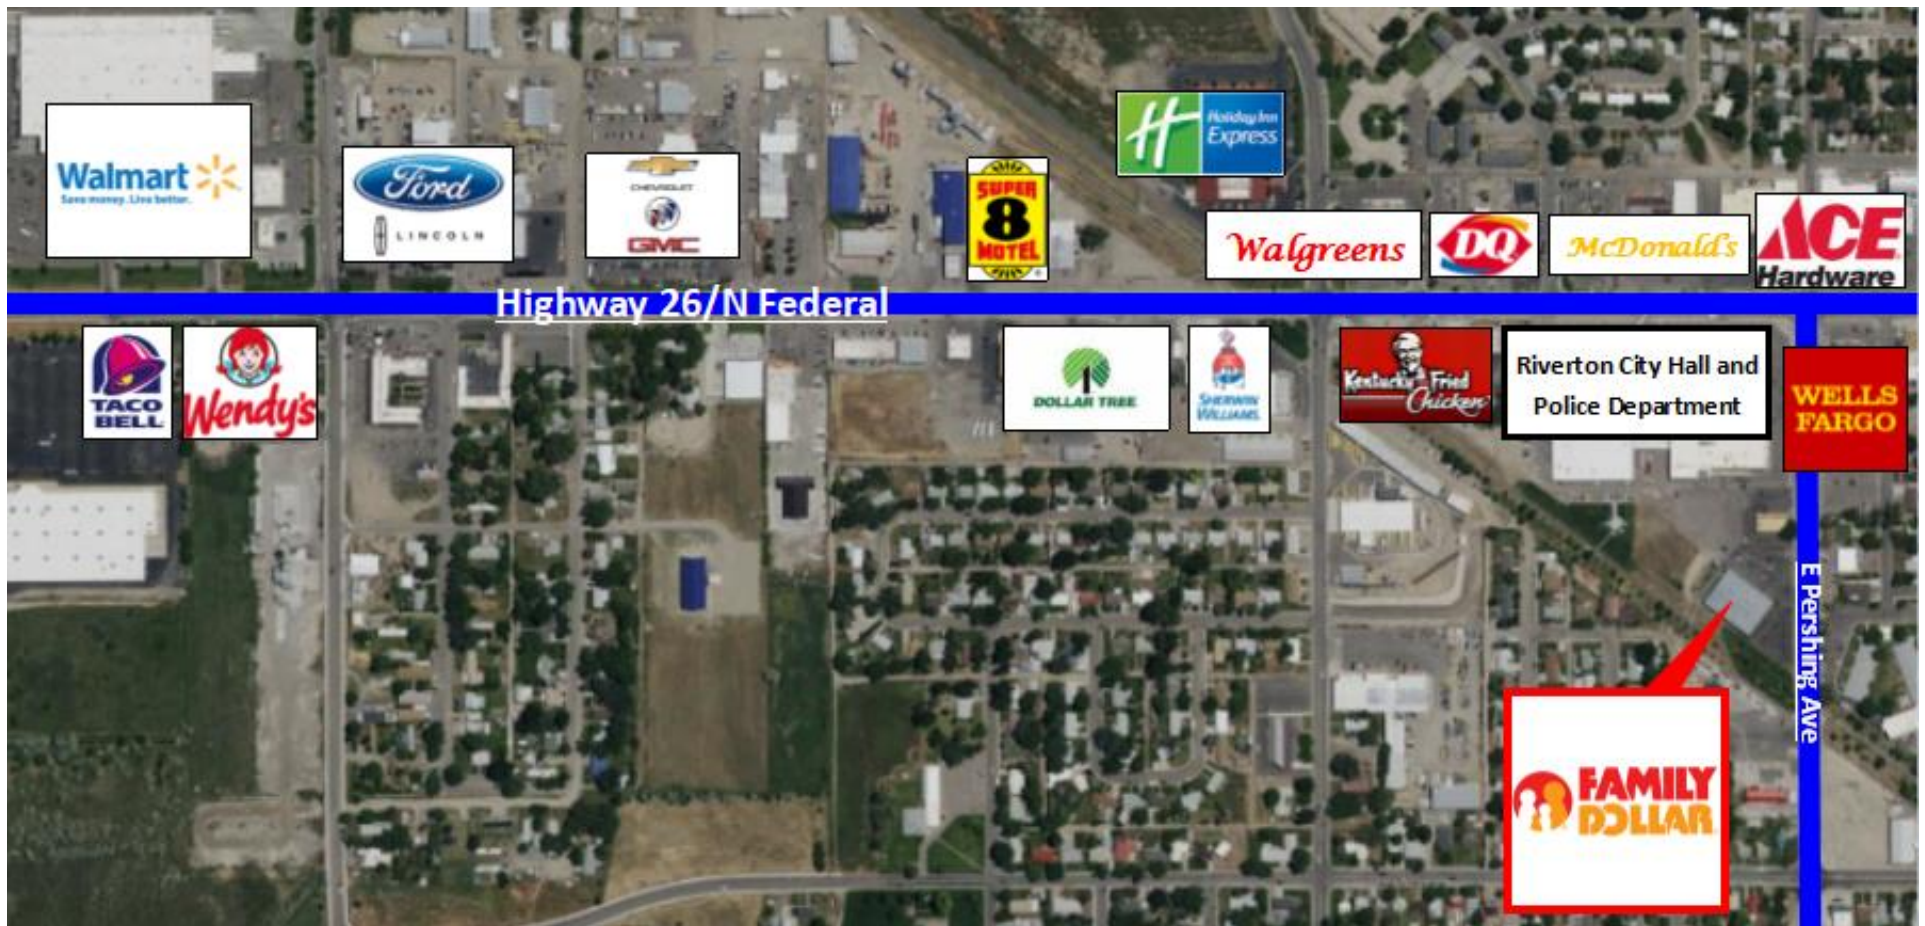 Walmart
Save money. Live better.
Ford
LINCOLN
CHEVROLET
GMC
SUPER
8
MOTEL
H
Holiday Inn
Express
Walgreens
DQ
McDonald's
ACE
Hardware
Highway 26/N Federal
TACO
BELL
Wendy's
DOLLAR TREE
SHERWIN
WILLIAMS
Kentucky Fried
Chicken
Riverton City Hall and
Police Department
WELLS
FARGO
E Pershing Ave
FAMILY
DOLLAR